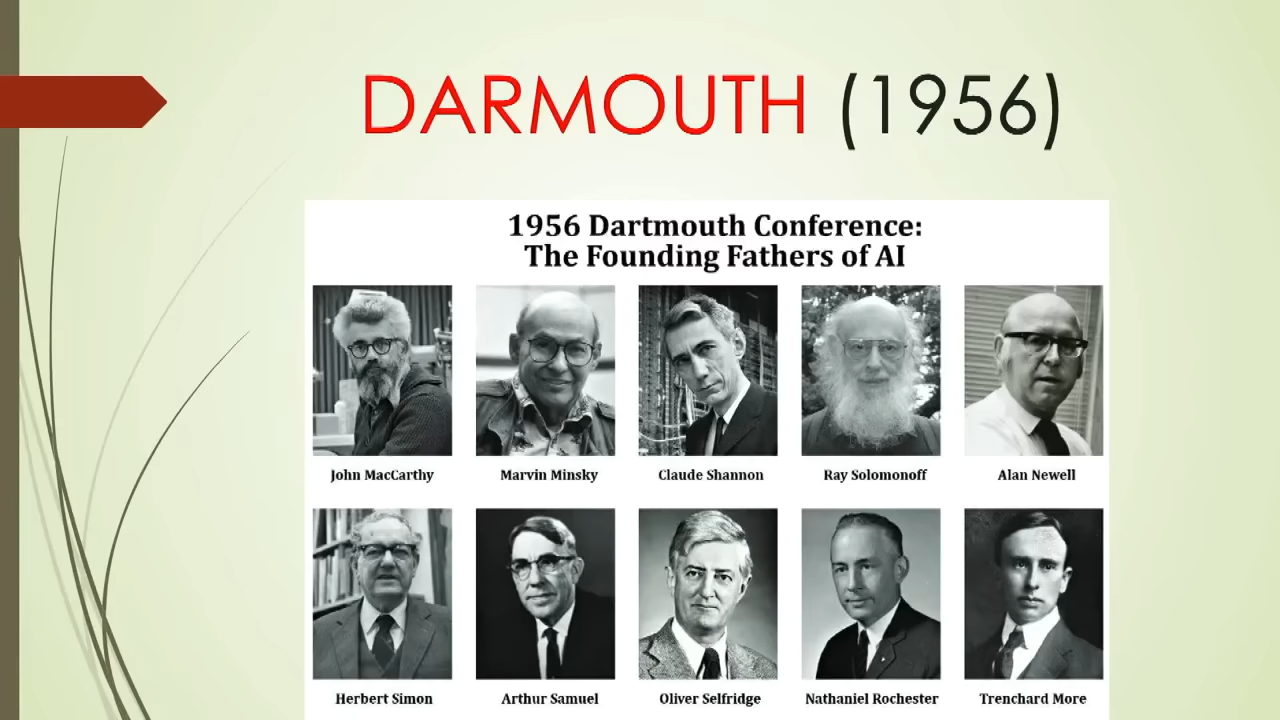 DARMOUTH (1956)
1956 Dartmouth Conference:
The Founding Fathers of AI
John MacCarthy
Marvin Minsky
Claude Shannon
Ray Solomonoff
Alan Newell
Herbert Simon
Arthur Samuel
Oliver Selfridge
Nathaniel Rochester
Trenchard More